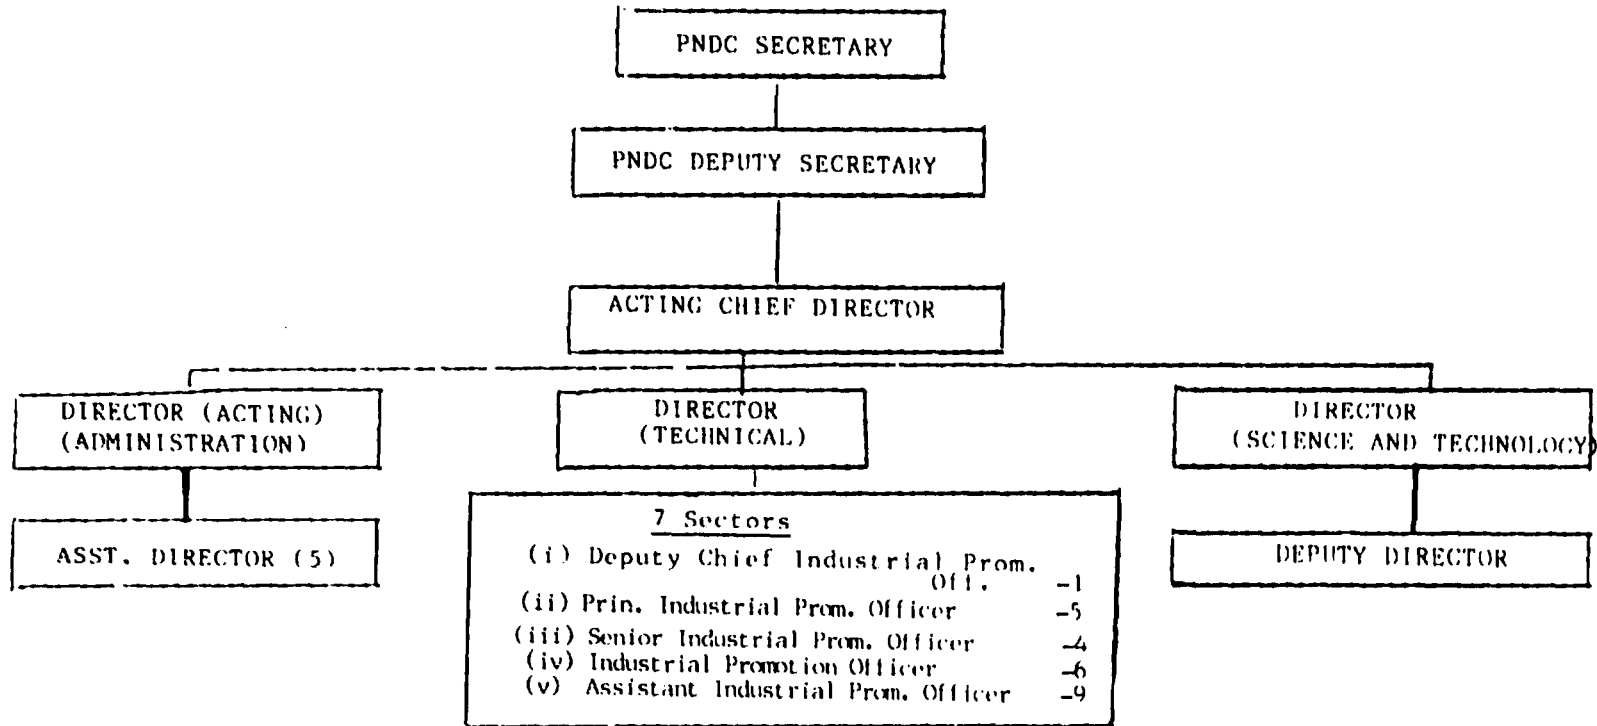 PNDC SECRETARY
PNDC DEPUTY SECRETARY
ACTING CHIEF DIRECTOR
DIRECTOR (ACTING)
(ADMINISTRATION)
DIRECTOR
(TECHNICAL)
DIRECTOR
(SCIENCE AND TECHNOLOGY)
ASST. DIRECTOR (5)
7 Sectors
(i) Deputy Chief Industrial Prom.
Off. -1
(ii) Prin. Industrial Prom. Officer -5
(iii) Senior Industrial Prom. Officer -4
(iv) Industrial Promotion Officer -6
(v) Assistant Industrial Prom. Officer -9
DEPUTY DIRECTOR